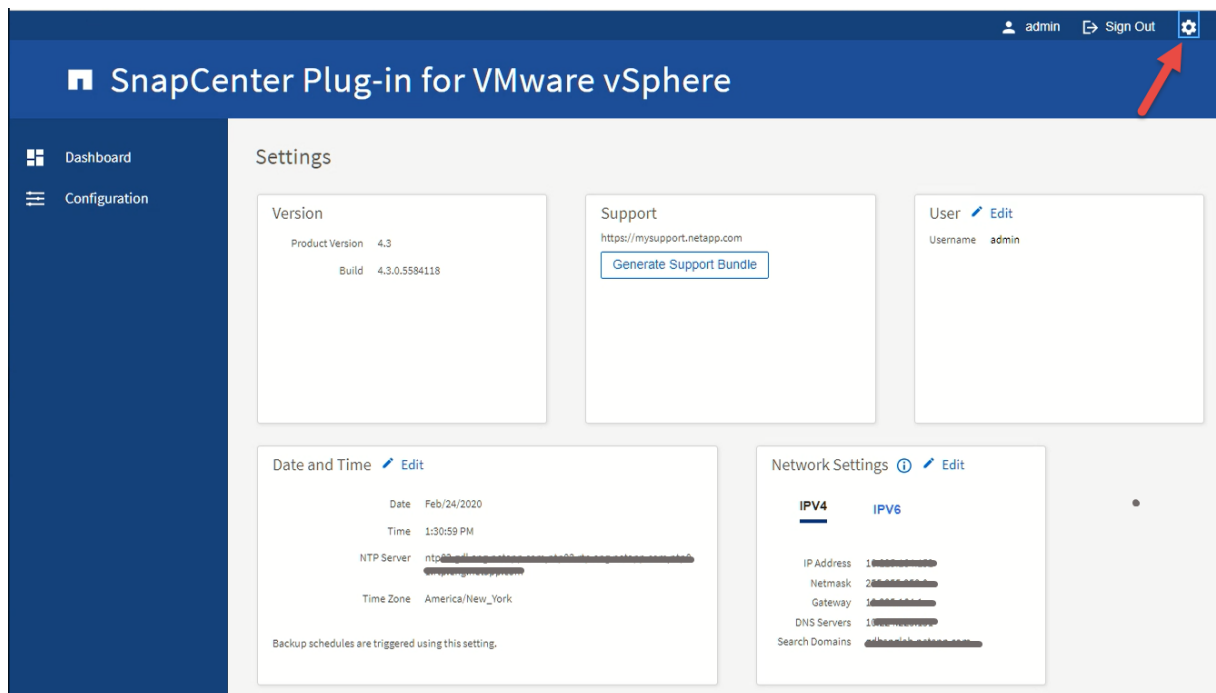 admin Sign Out
SnapCenter Plug-in for VMware vSphere
Dashboard
Configuration
Settings
Version
Product Version 4.3
Build 4.3.0.5584118
Support
https://mysupport.netapp.com
Generate Support Bundle
User Edit
Username admin
Date and Time Edit
Date Feb/24/2020
Time 1:30:59 PM
NTP Server
Time Zone America/New_York
Backup schedules are triggered using this setting.
Network Settings Edit
IPV4 IPV6
IP Address
Netmask
Gateway
DNS Servers
Search Domains